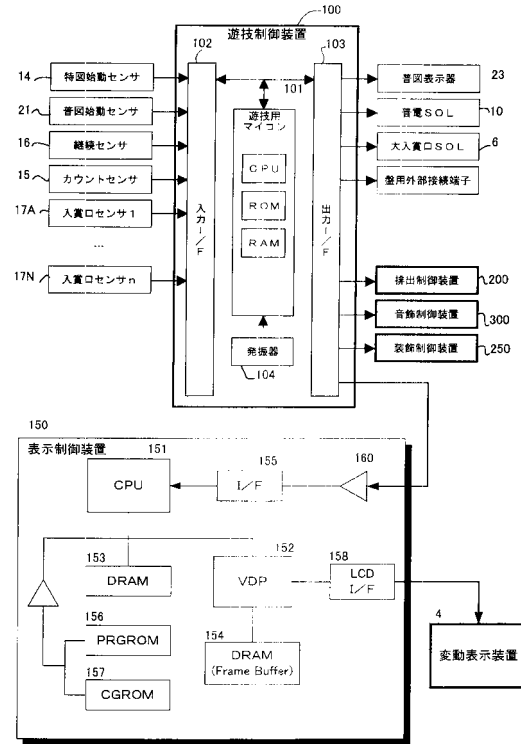 100
遊技制御装置
102
103
14
特図始動センサ
21
普図始動センサ
16
継続センサ
15
カウントセンサ
17A
入賞口センサ1
…
17N
入賞口センサn
入力I/F
101
遊技用
マイコン
CPU
ROM
RAM
発振器
104
出力I/F
普図表示器
23
普電SOL
10
大入賞口SOL
6
盤用外部接続端子
排出制御装置
200
音飾制御装置
300
装飾制御装置
250
150
表示制御装置
151
CPU
155
I/F
160
153
DRAM
152
VDP
158
LCD
I/F
156
PRGROM
154
DRAM
(Frame Buffer)
157
CGROM
4
変動表示装置